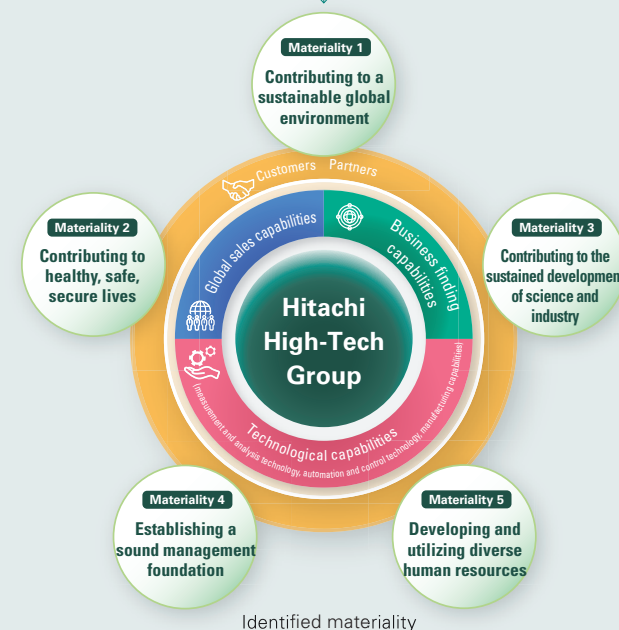 Materiality 1
Contributing to a
sustainable global
environment
Customers Partners
Materiality 2
Contributing to
healthy, safe,
secure lives
Global sales capabilities
Business finding
capabilities
Materiality 3
Contributing to the
sustained development
of science and
industry
Hitachi
High-Tech
Group
Technological capabilities
(measurement and analysis technology, automation and control technology, manufacturing capabilities)
Materiality 4
Establishing a
sound management
foundation
Materiality 5
Developing and
utilizing diverse
human resources
Identified materiality